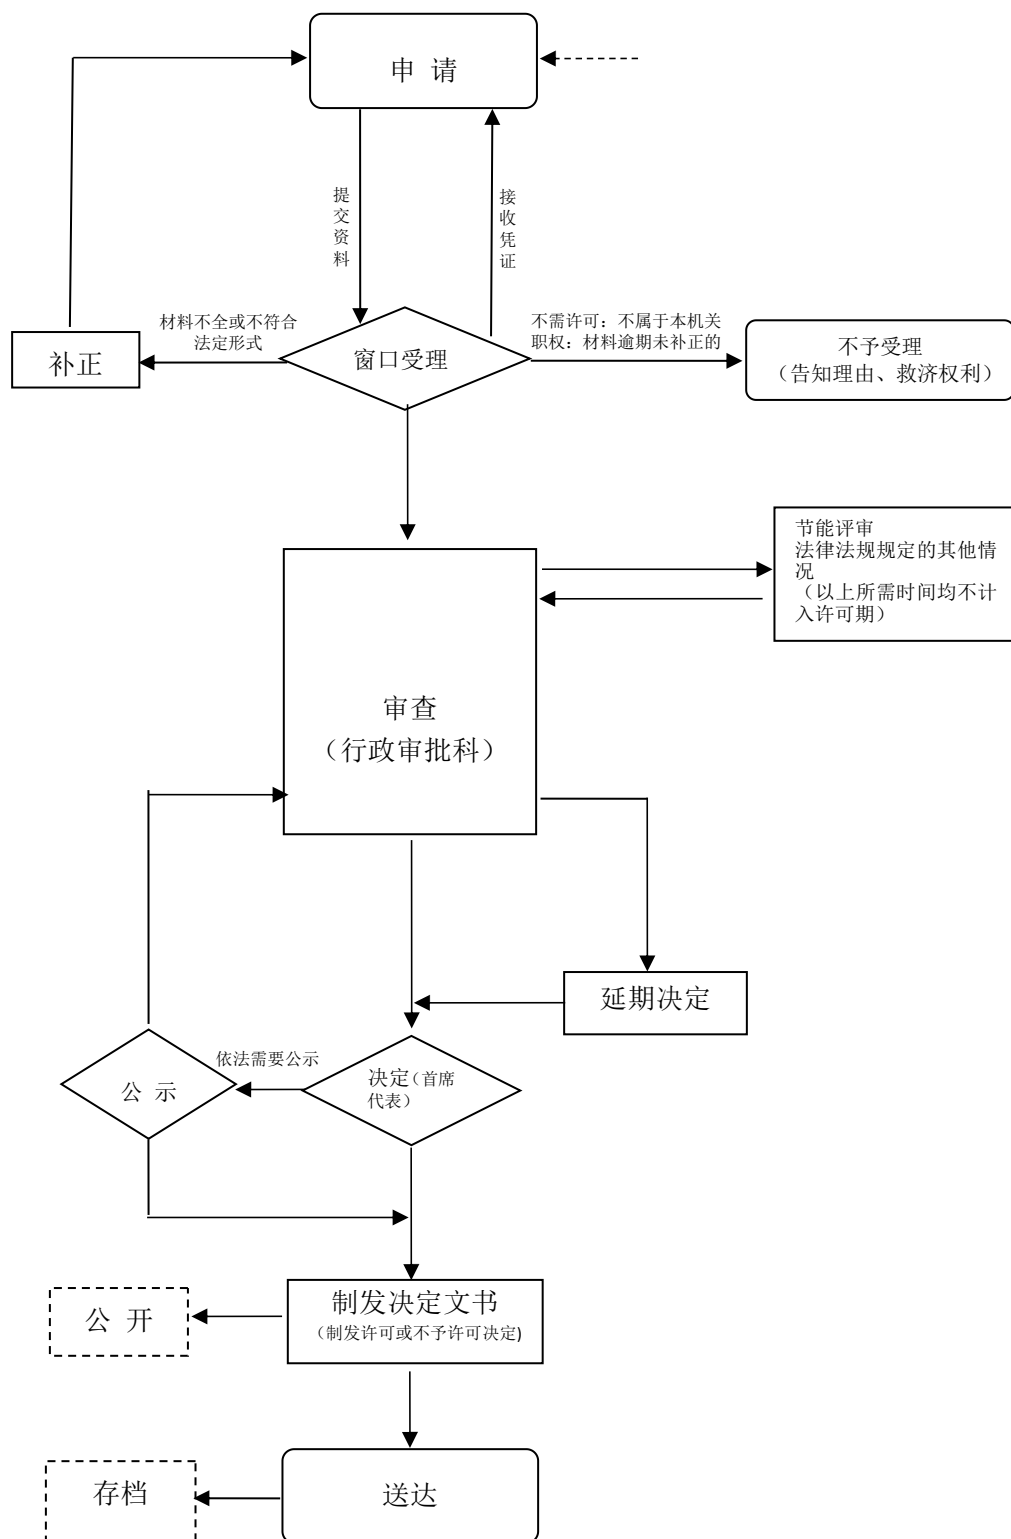 申 请
提
交
资
料
接
收
凭
证
材料不全或不符合
法定形式
补正
窗口受理
不需许可：不属于本机关
职权：材料逾期未补正的
不予受理
（告知理由、救济权利）
节能评审
法律法规规定的其他情
况
（以上所需时间均不计
入许可期）
审查
（行政审批科）
延期决定
依法需要公示
公 示
决定（首席
代表）
制发决定文书
（制发许可或不予许可决定)
公 开
送达
存档